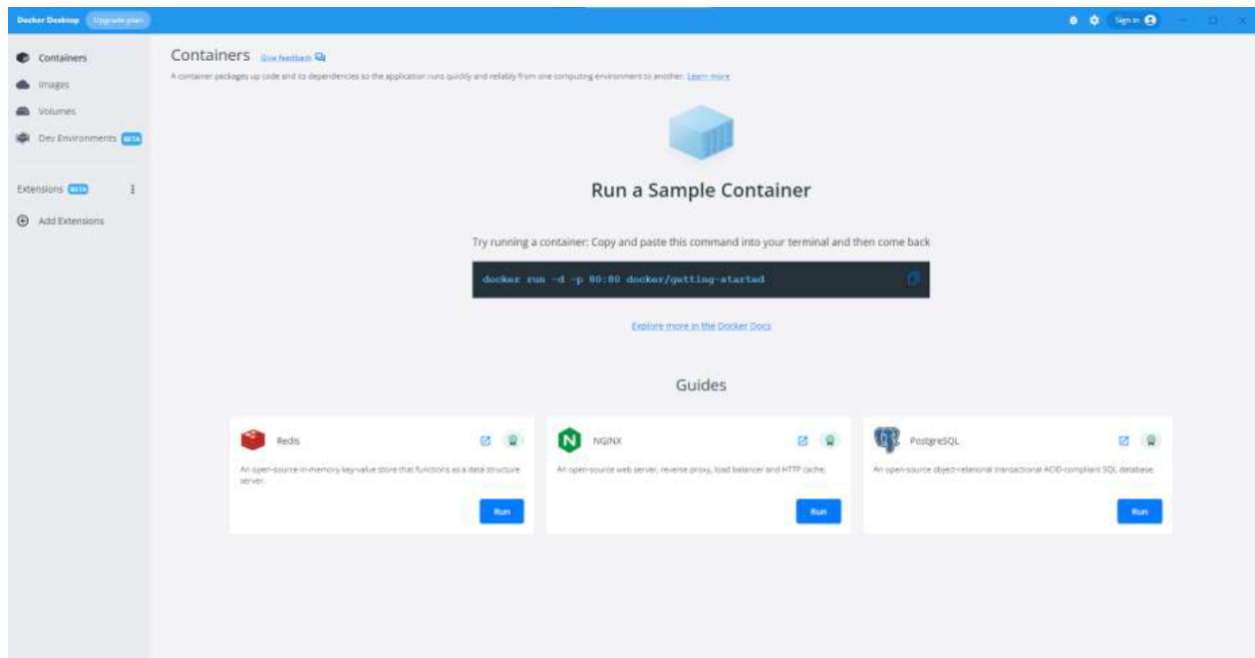 Docker Desktop Upgrade plan
Sign in
Containers
Images
Volumes
Dev Environments BETA
Extensions BETA
Add Extensions
Containers Give feedback
A container packages up code and its dependencies so the application runs quickly and reliably from one computing environment to another. Learn more
Run a Sample Container
Try running a container: Copy and paste this command into your terminal and then come back
docker run -d -p 80:80 docker/getting-started
Explore more in the Docker Docs
Guides
Redis
An open-source in-memory key-value store that functions as a data structure
server.
Run
NGINX
An open-source web server, reverse proxy, load balancer and HTTP cache.
Run
PostgreSQL
An open-source object-relational transactional ACID-compliant SQL database.
Run